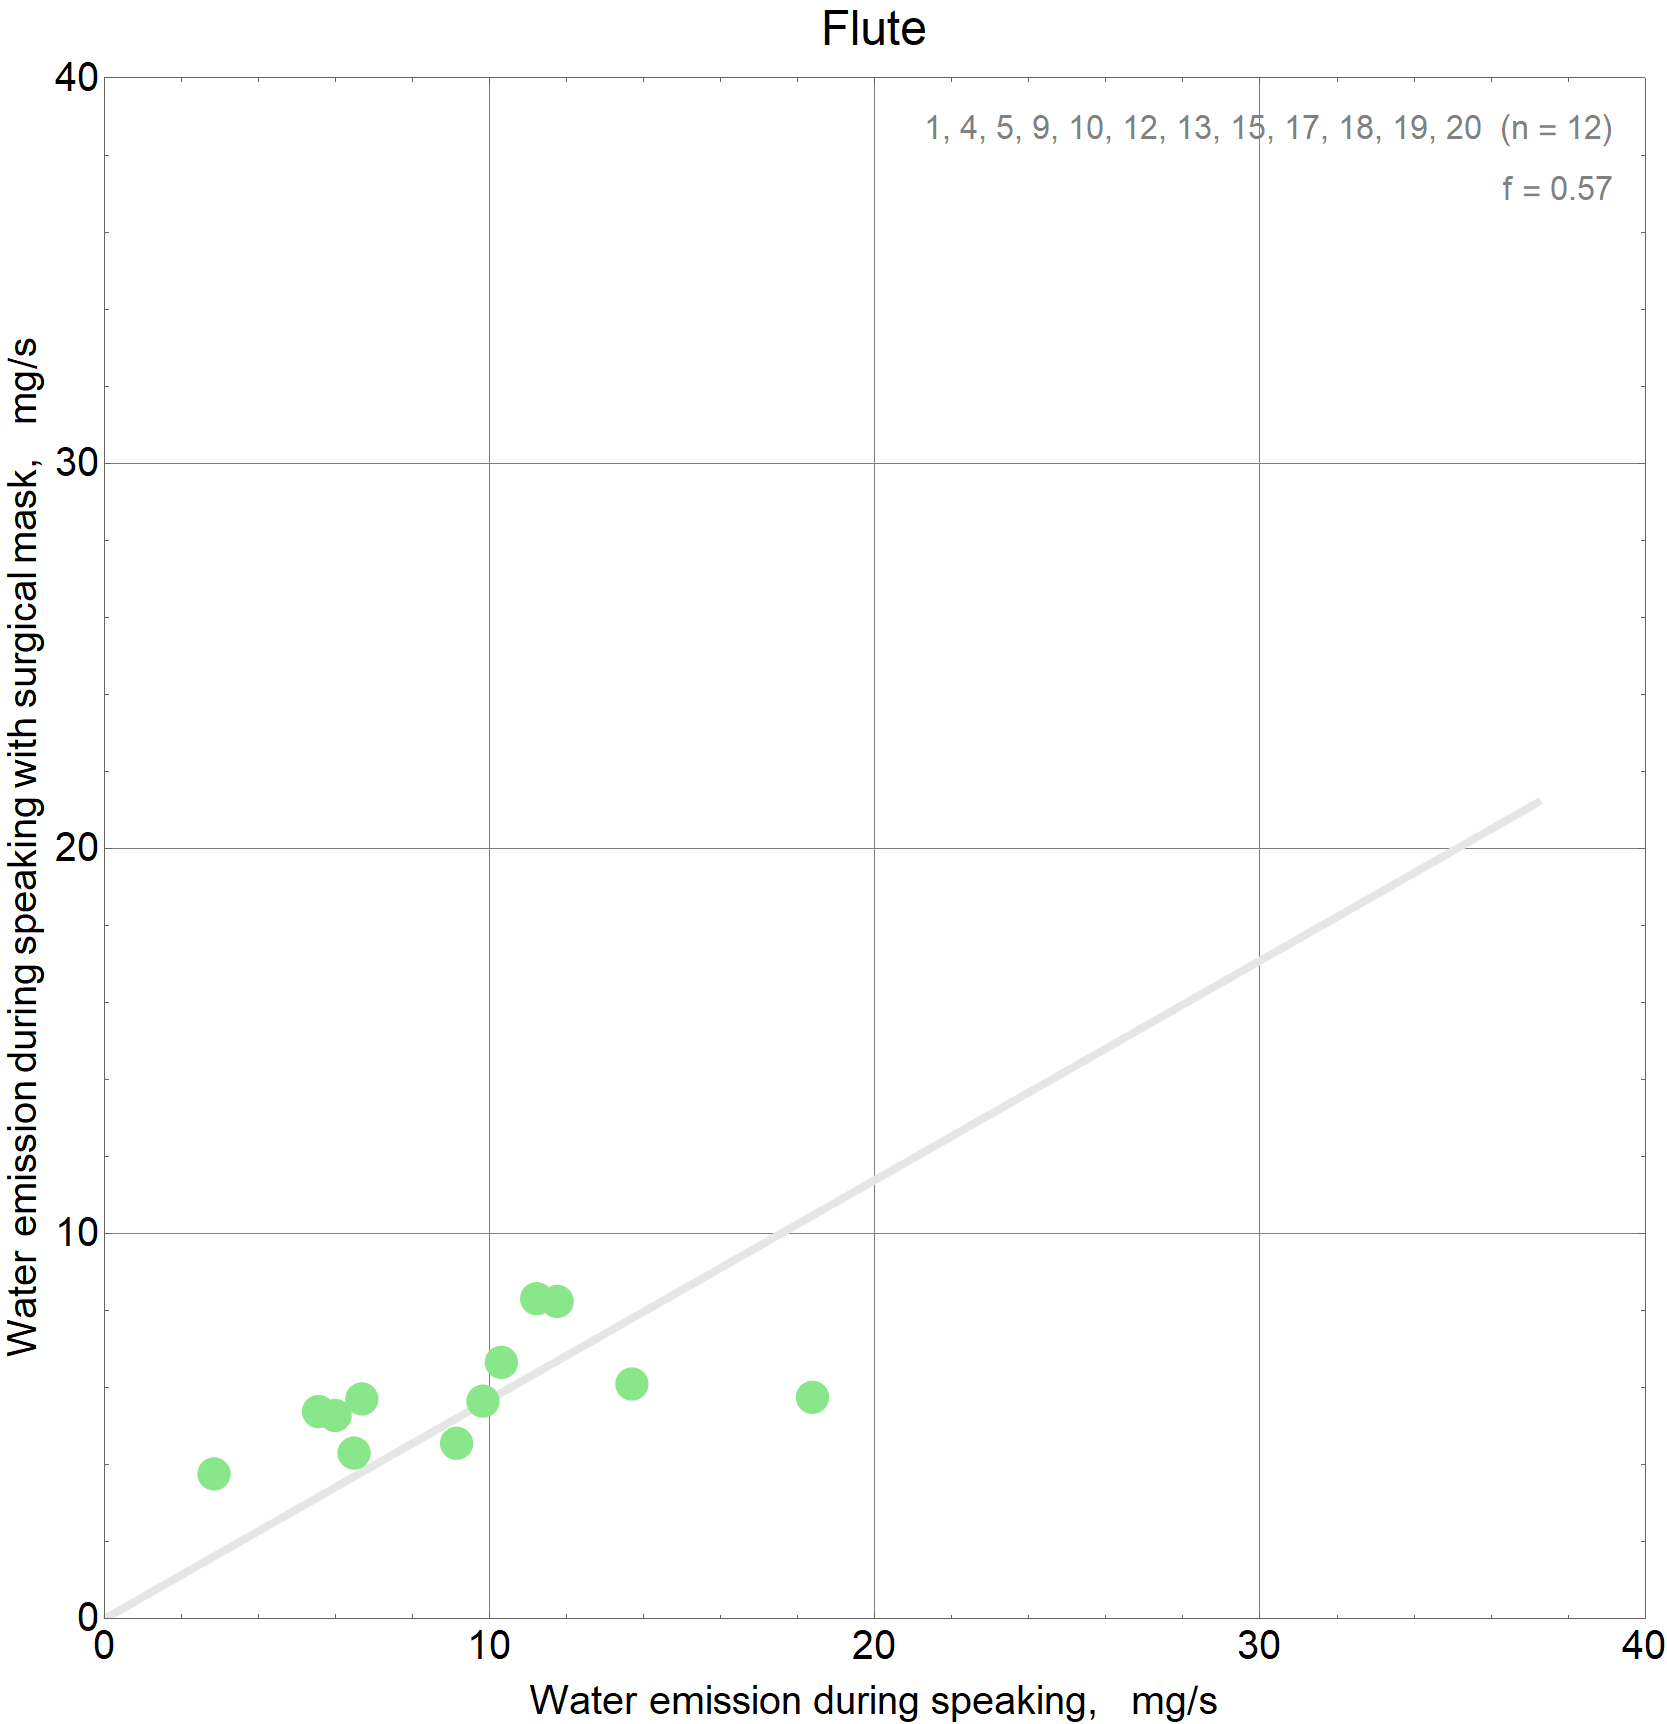 Flute
1, 4, 5, 9, 10, 12, 13, 15, 17, 18, 19, 20 (n = 12)
f = 0.57
40
30
20
10
0
Water emission during speaking with surgical mask, mg/s
0 10 20 30 40
Water emission during speaking, mg/s